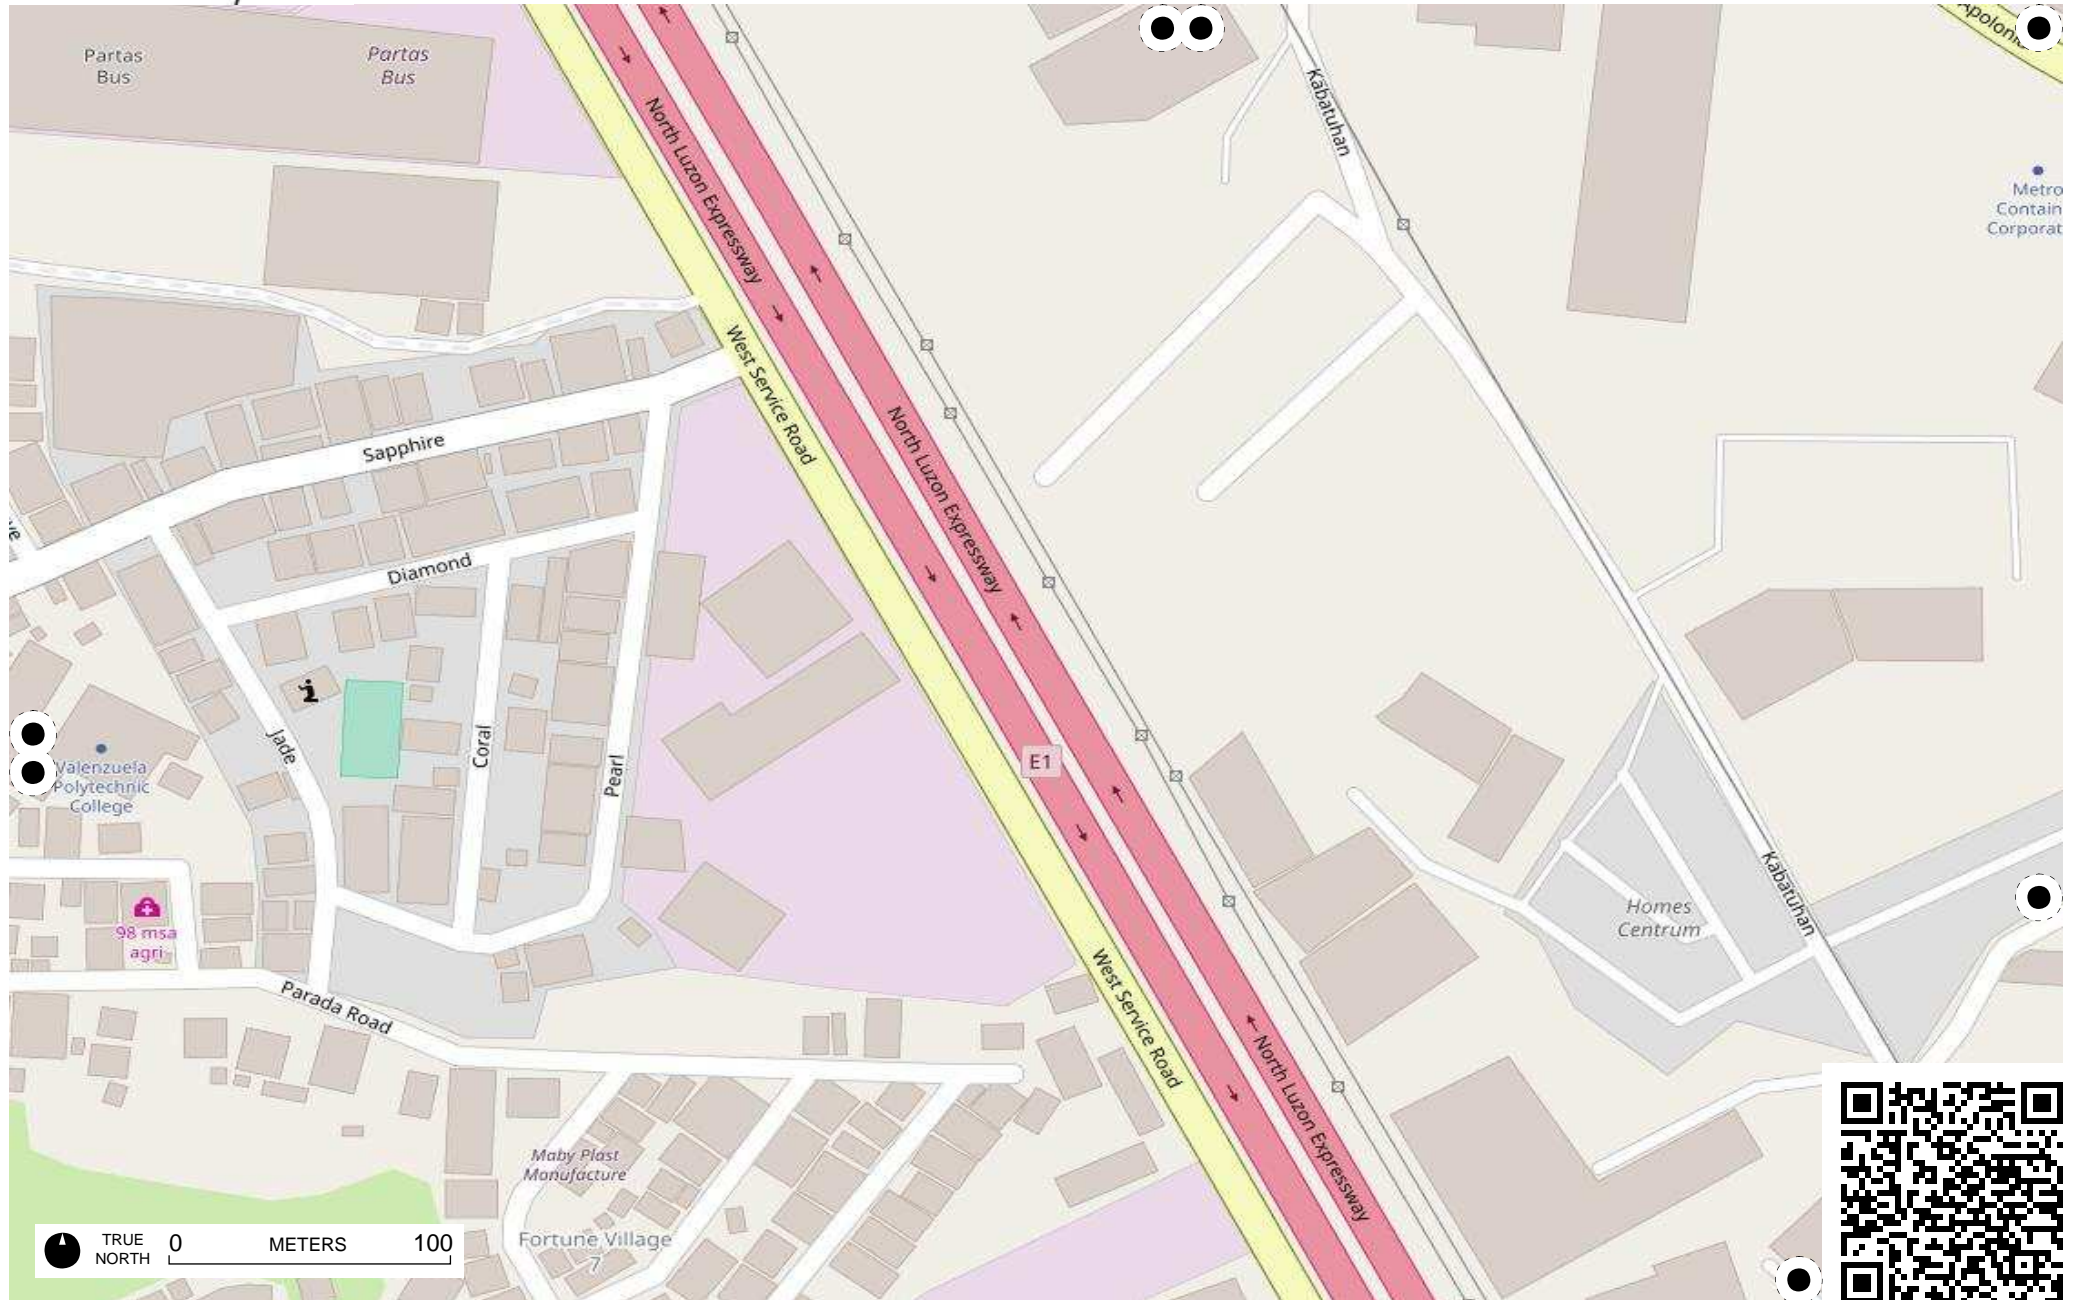 Partas
Bus
Partas
Bus
North Luzon Expressway
Kabatuhan
Metro
Contain
Corporat
West Service Road
North Luzon Expressway
Sapphire
Diamond
Jade
Coral
Pearl
E1
Valenzuela
Polytechnic
College
98 msa
agri
Parada Road
Homes
Centrum
Kabatuhan
West Service Road
North Luzon Expressway
Maby Plast
Manufacture
Fortune Village
7
TRUE
NORTH
0 METERS 100